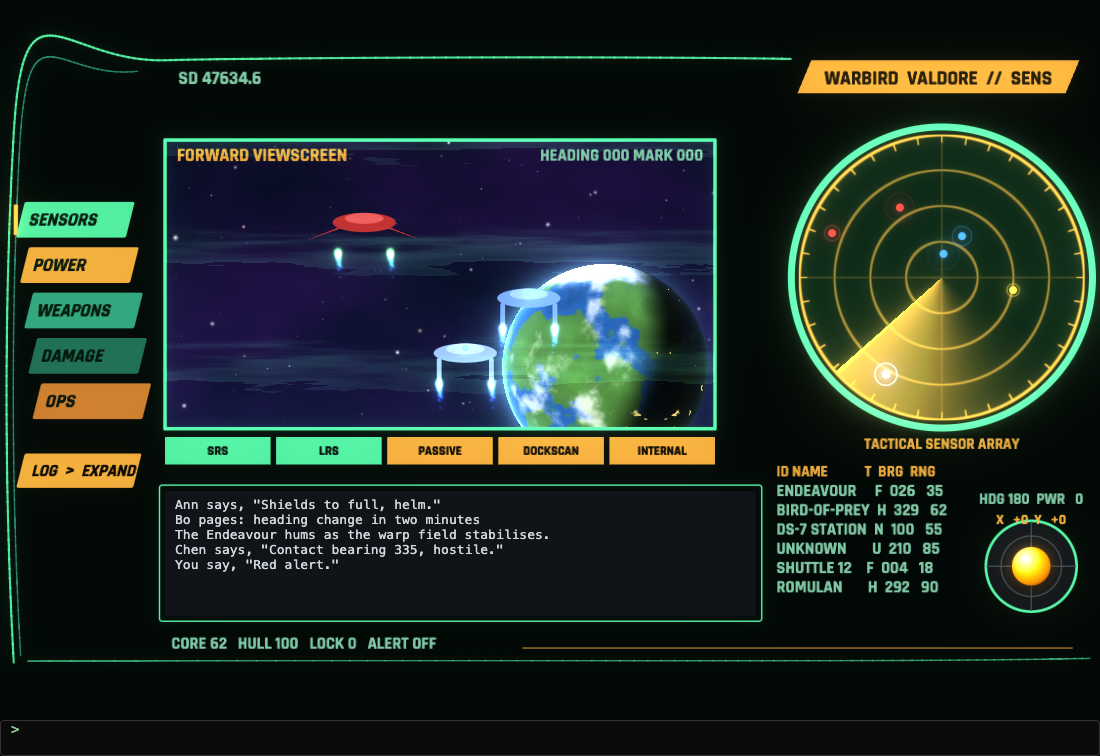 SD 47634.6
WARBIRD VALDORE // SENS
FORWARD VIEWSCREEN
HEADING 000 MARK 000
SENSORS
POWER
WEAPONS
DAMAGE
OPS
LOG > EXPAND
SRS
LRS
PASSIVE
DOCKSCAN
INTERNAL
TACTICAL SENSOR ARRAY
ID NAME T BRG RNG
ENDEAVOUR F 026 35
BIRD-OF-PREY H 329 62
DS-7 STATION N 100 55
UNKNOWN U 210 85
SHUTTLE 12 F 004 18
ROMULAN H 292 90
HDG 180 PWR 0
X +0 Y +0
Ann says, "Shields to full, helm."
Bo pages: heading change in two minutes
The Endeavour hums as the warp field stabilises.
Chen says, "Contact bearing 335, hostile."
You say, "Red alert."
CORE 62 HULL 100 LOCK 0 ALERT OFF
>